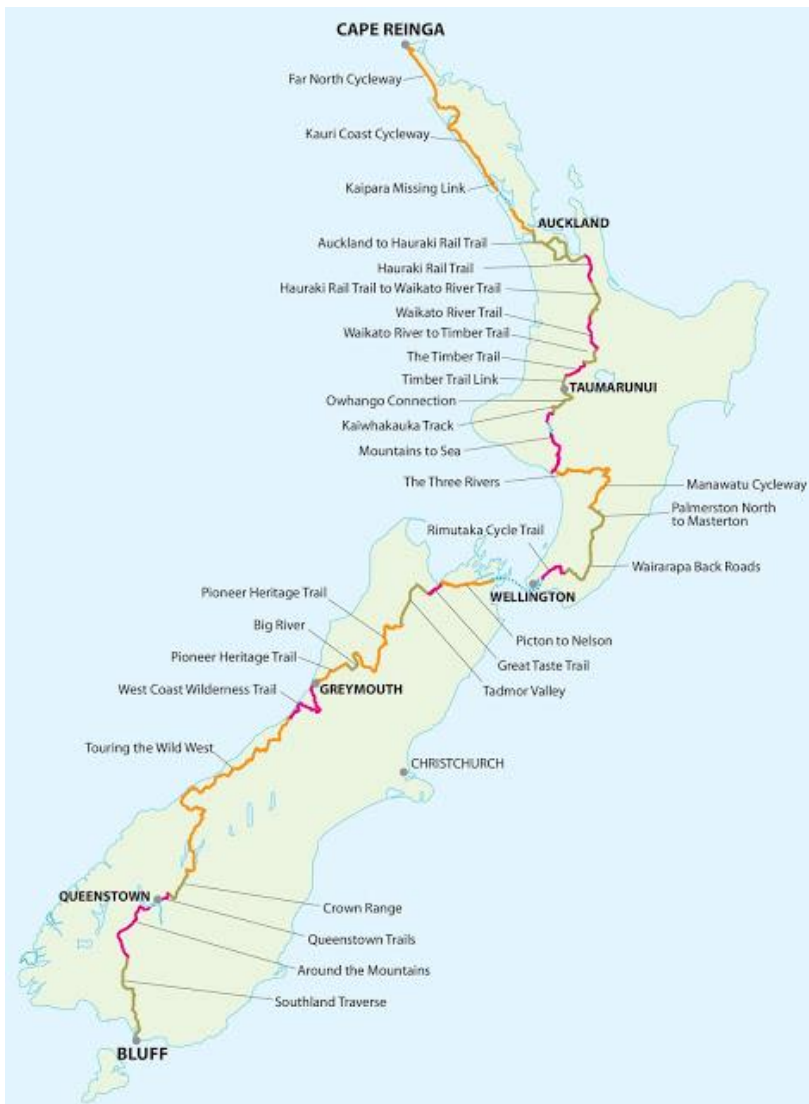 CAPE REINGA
Far North Cycleway
Kauri Coast Cycleway
Kaipara Missing Link
AUCKLAND
Auckland to Hauraki Rail Trail
Hauraki Rail Trail
Hauraki Rail Trail to Waikato River Trail
Waikato River Trail
Waikato River to Timber Trail
The Timber Trail
Timber Trail Link
TAUMARUNUI
Owhango Connection
Kaiwhakauka Track
Mountains to Sea
The Three Rivers
Manawatu Cycleway
Palmerston North
to Masterton
Rimutaka Cycle Trail
Wairarapa Back Roads
WELLINGTON
Pioneer Heritage Trail
Big River
Picton to Nelson
Pioneer Heritage Trail
Great Taste Trail
West Coast Wilderness Trail
GREYMOUTH
Tadmor Valley
Touring the Wild West
CHRISTCHURCH
QUEENSTOWN
Crown Range
Queenstown Trails
Around the Mountains
Southland Traverse
BLUFF